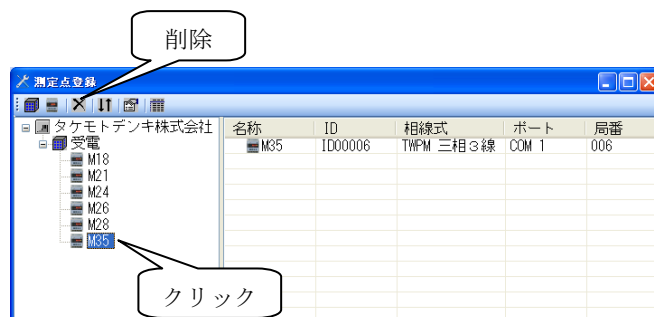 削除
測定点登録
タケモトデンキ株式会社
受電
M18
M21
M24
M26
M28
M35
名称 ID 相線式 ポート 局番
M35 ID00006 TWPM 三相3線 COM 1 006
クリック